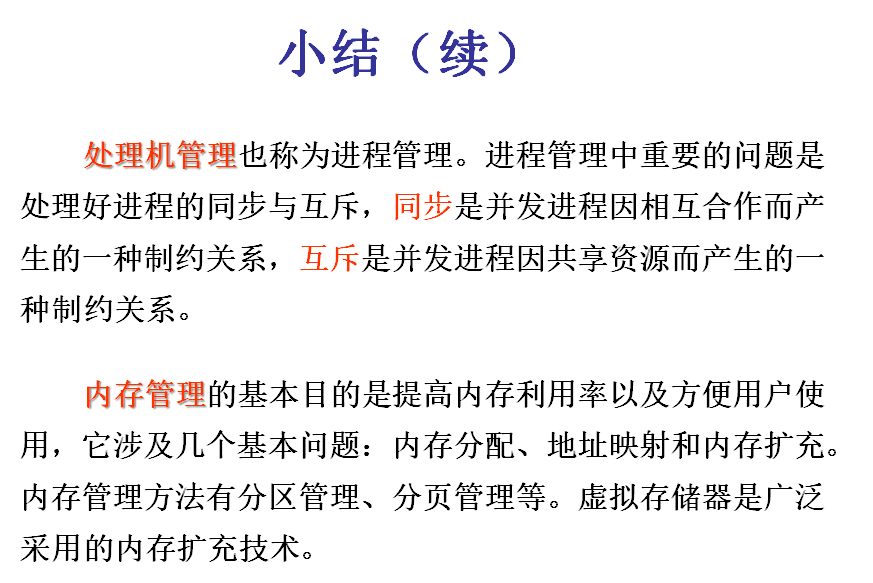 小结（续）
处理机管理也称为进程管理。进程管理中重要的问题是
处理好进程的同步与互斥，同步是并发进程因相互合作而产
生的一种制约关系，互斥是并发进程因共享资源而产生的一
种制约关系。
内存管理的基本目的是提高内存利用率以及方便用户使
用，它涉及几个基本问题：内存分配、地址映射和内存扩充。
内存管理方法有分区管理、分页管理等。虚拟存储器是广泛
采用的内存扩充技术。